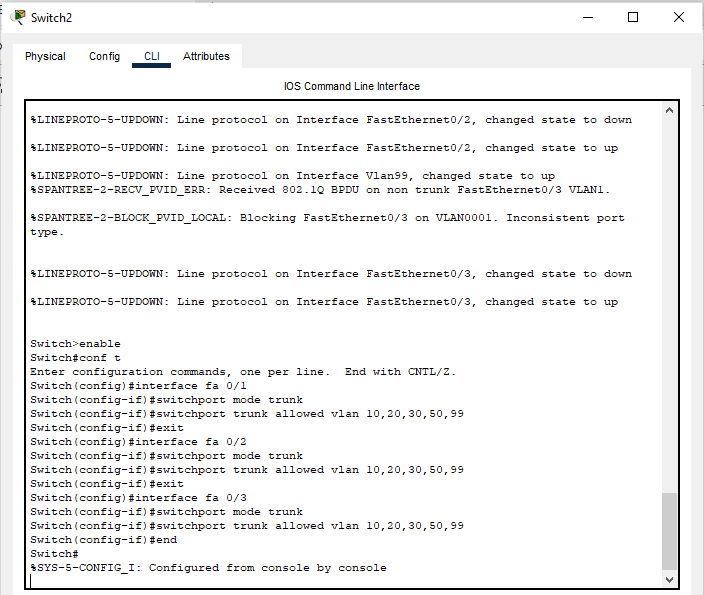 Switch2
Physical Config CLI Attributes
IOS Command Line Interface
%LINEPROTO-5-UPDOWN: Line protocol on Interface FastEthernet0/2, changed state to down
%LINEPROTO-5-UPDOWN: Line protocol on Interface FastEthernet0/2, changed state to up
%LINEPROTO-5-UPDOWN: Line protocol on Interface Vlan99, changed state to up
%SPANTREE-2-RECV_PVID_ERR: Received 802.1Q BPDU on non trunk FastEthernet0/3 VLAN1.
%SPANTREE-2-BLOCK_PVID_LOCAL: Blocking FastEthernet0/3 on VLAN0001. Inconsistent port
type.
%LINEPROTO-5-UPDOWN: Line protocol on Interface FastEthernet0/3, changed state to down
%LINEPROTO-5-UPDOWN: Line protocol on Interface FastEthernet0/3, changed state to up
Switch>enable
Switch#conf t
Enter configuration commands, one per line.  End with CNTL/Z.
Switch(config)#interface fa 0/1
Switch(config-if)#switchport mode trunk
Switch(config-if)#switchport trunk allowed vlan 10,20,30,50,99
Switch(config-if)#exit
Switch(config)#interface fa 0/2
Switch(config-if)#switchport mode trunk
Switch(config-if)#switchport trunk allowed vlan 10,20,30,50,99
Switch(config-if)#exit
Switch(config)#interface fa 0/3
Switch(config-if)#switchport mode trunk
Switch(config-if)#switchport trunk allowed vlan 10,20,30,50,99
Switch(config-if)#end
Switch#
%SYS-5-CONFIG_I: Configured from console by console